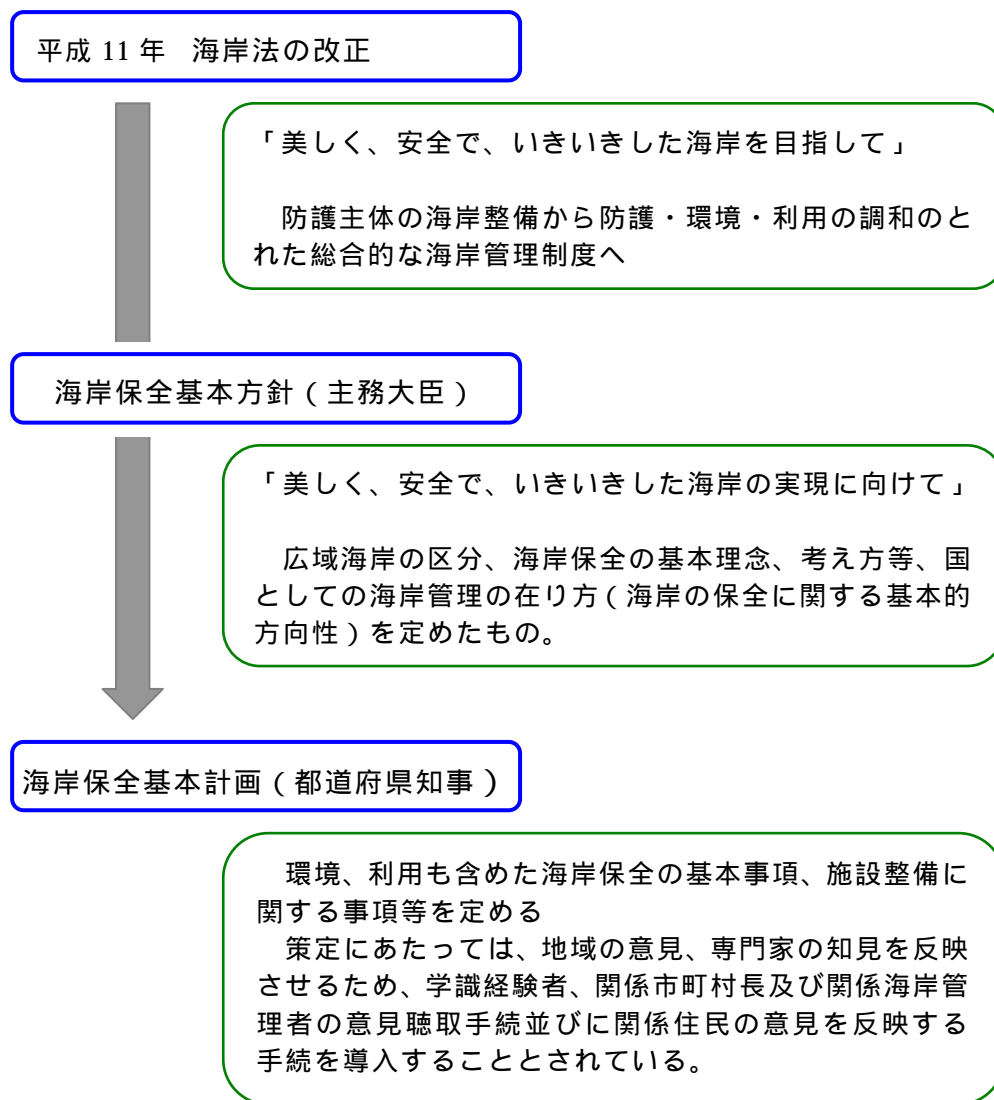 平成 11 年 海岸法の改正
「美しく、安全で、いきいきした海岸を目指して」
防護主体の海岸整備から防護・環境・利用の調和のと
れた総合的な海岸管理制度へ
海岸保全基本方針（主務大臣）
「美しく、安全で、いきいきした海岸の実現に向けて」
広域海岸の区分、海岸保全の基本理念、考え方等、国
としての海岸管理の在り方（海岸の保全に関する基本的
方向性）を定めたもの。
海岸保全基本計画（都道府県知事）
環境、利用も含めた海岸保全の基本事項、施設整備に
関する事項等を定める
策定にあたっては、地域の意見、専門家の知見を反映
させるため、学識経験者、関係市町村長及び関係海岸管
理者の意見聴取手続並びに関係住民の意見を反映する
手続を導入することとされている。